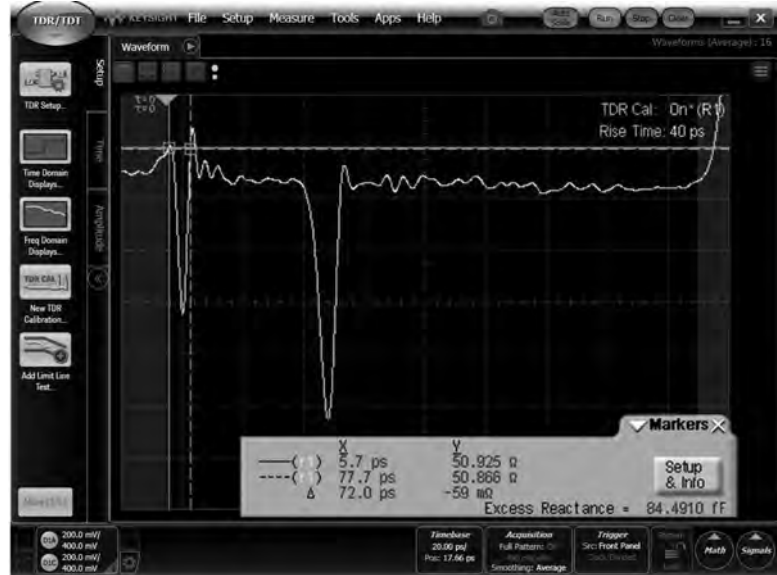 TDR/TDT
KEYSIGHT File Setup Measure Tools Apps Help
Auto Scale Run Stop Clear
Waveform
Waveforms (Average): 16
Setup
Time
Amplitude
TDR Setup...
Time Domain
Displays...
Freq Domain
Displays...
TDR CAL
New TDR
Calibration...
Add Limit Line
Test...
TDR Cal: On* (R1)
Rise Time: 40 ps
Markers
X Y
5.7 ps 50.925 Ω
77.7 ps 50.866 Ω
Δ 72.0 ps -59 mΩ
Excess Reactance = 84.4910 fF
Setup
& Info
D1A 200.0 mV/
400.0 mV
D1C 200.0 mV/
400.0 mV
Timebase
20.00 ps/
Pos: 17.66 ps
Acquisition
Full Pattern:
Smoothing: Average
Trigger
Src: Front Panel
Math
Signals